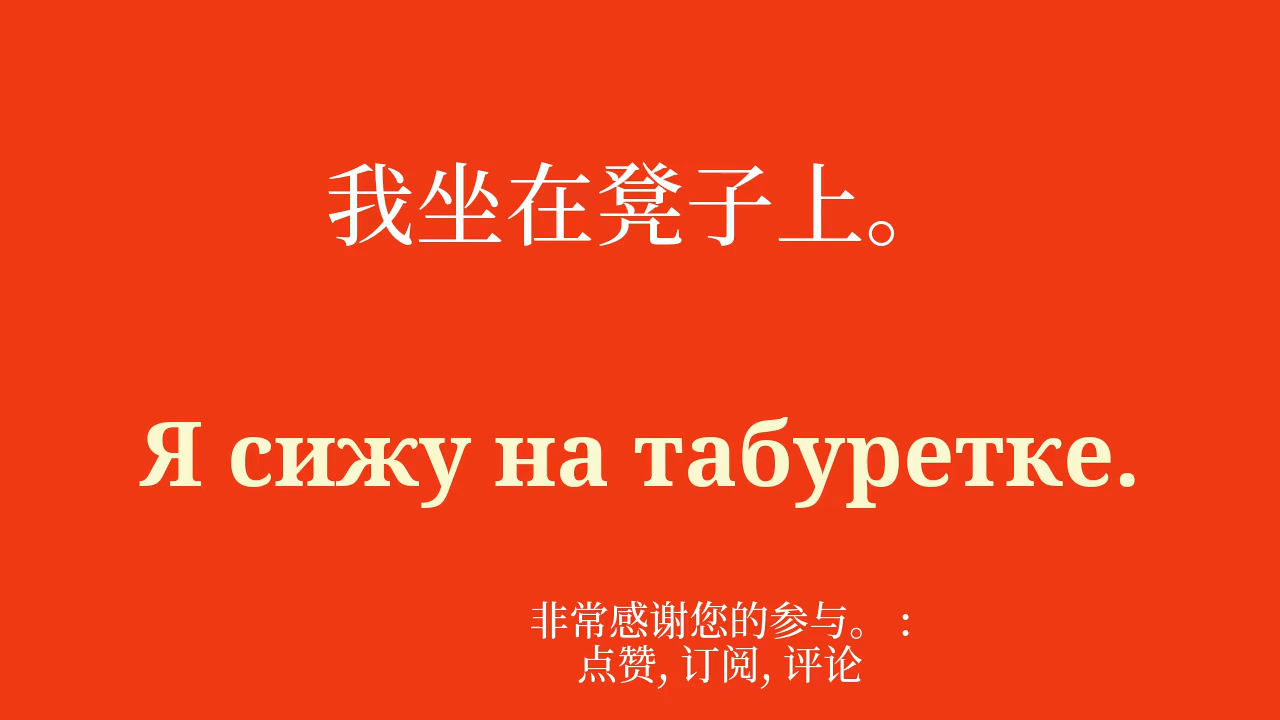 我坐在凳子上。
Я сижу на табуретке.
非常感谢您的参与。 :
点赞, 订阅, 评论